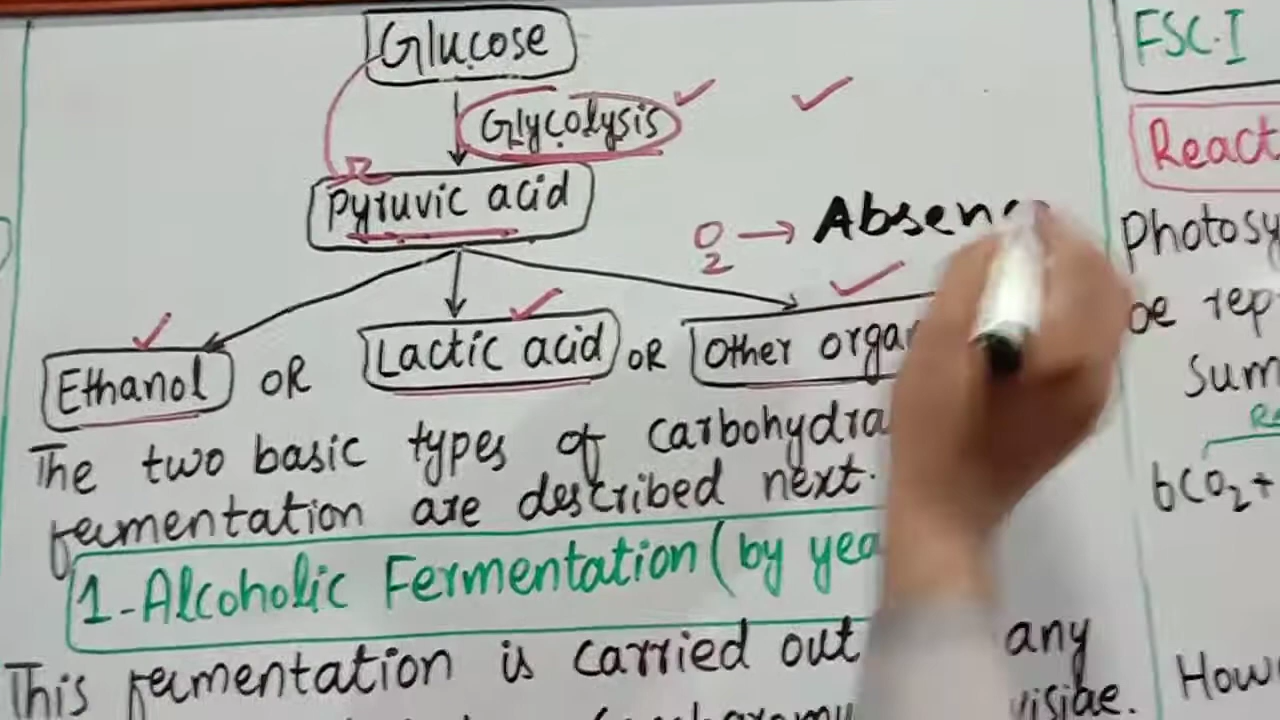 Glucose
Glycolysis
Pyruvic acid
O2 → Absen
Ethanol OR Lactic acid OR Other orga
The two basic types of carbohydra
fermentation are described next.
1-Alcoholic Fermentation (by yea
This fermentation is carried out any
visiae.
FSC.I
React
Photosy
be rep
Sum
6CO2+
Howe